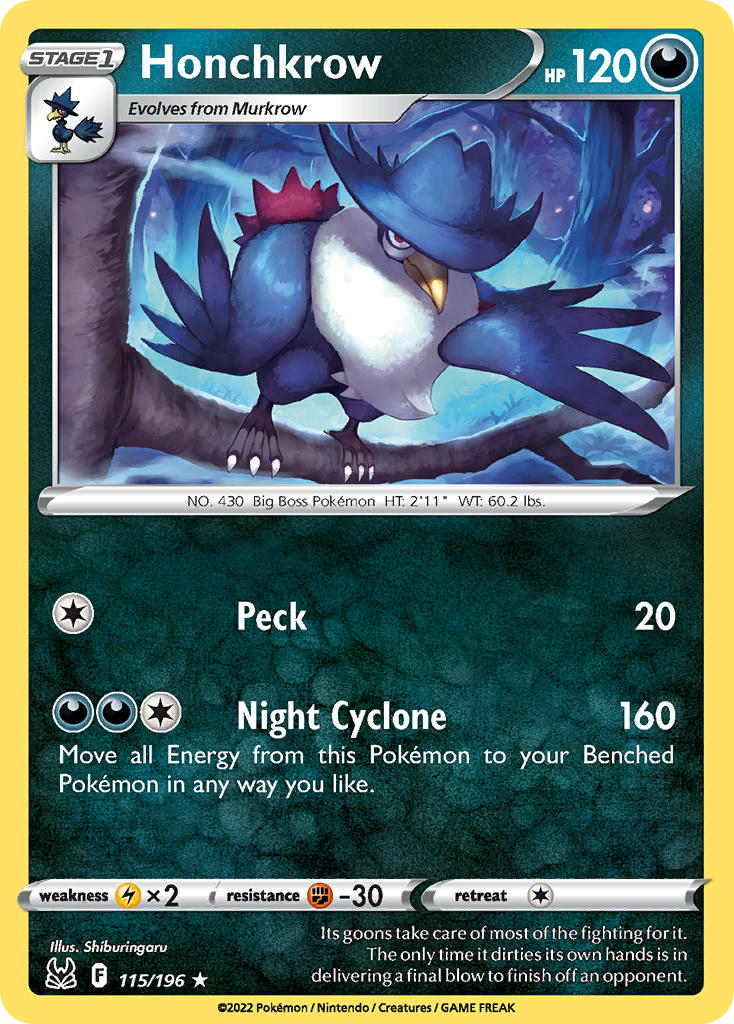 STAGE1
Honchkrow
HP 120
Evolves from Murkrow
NO. 430 Big Boss Pokémon HT: 2'11" WT: 60.2 lbs.
Peck 20
Night Cyclone 160
Move all Energy from this Pokémon to your Benched
Pokémon in any way you like.
weakness ×2 resistance -30 retreat
Illus. Shiburingaru
Its goons take care of most of the fighting for it.
The only time it dirties its own hands is in
delivering a final blow to finish off an opponent.
F 115/196 ★
©2022 Pokémon / Nintendo / Creatures / GAME FREAK